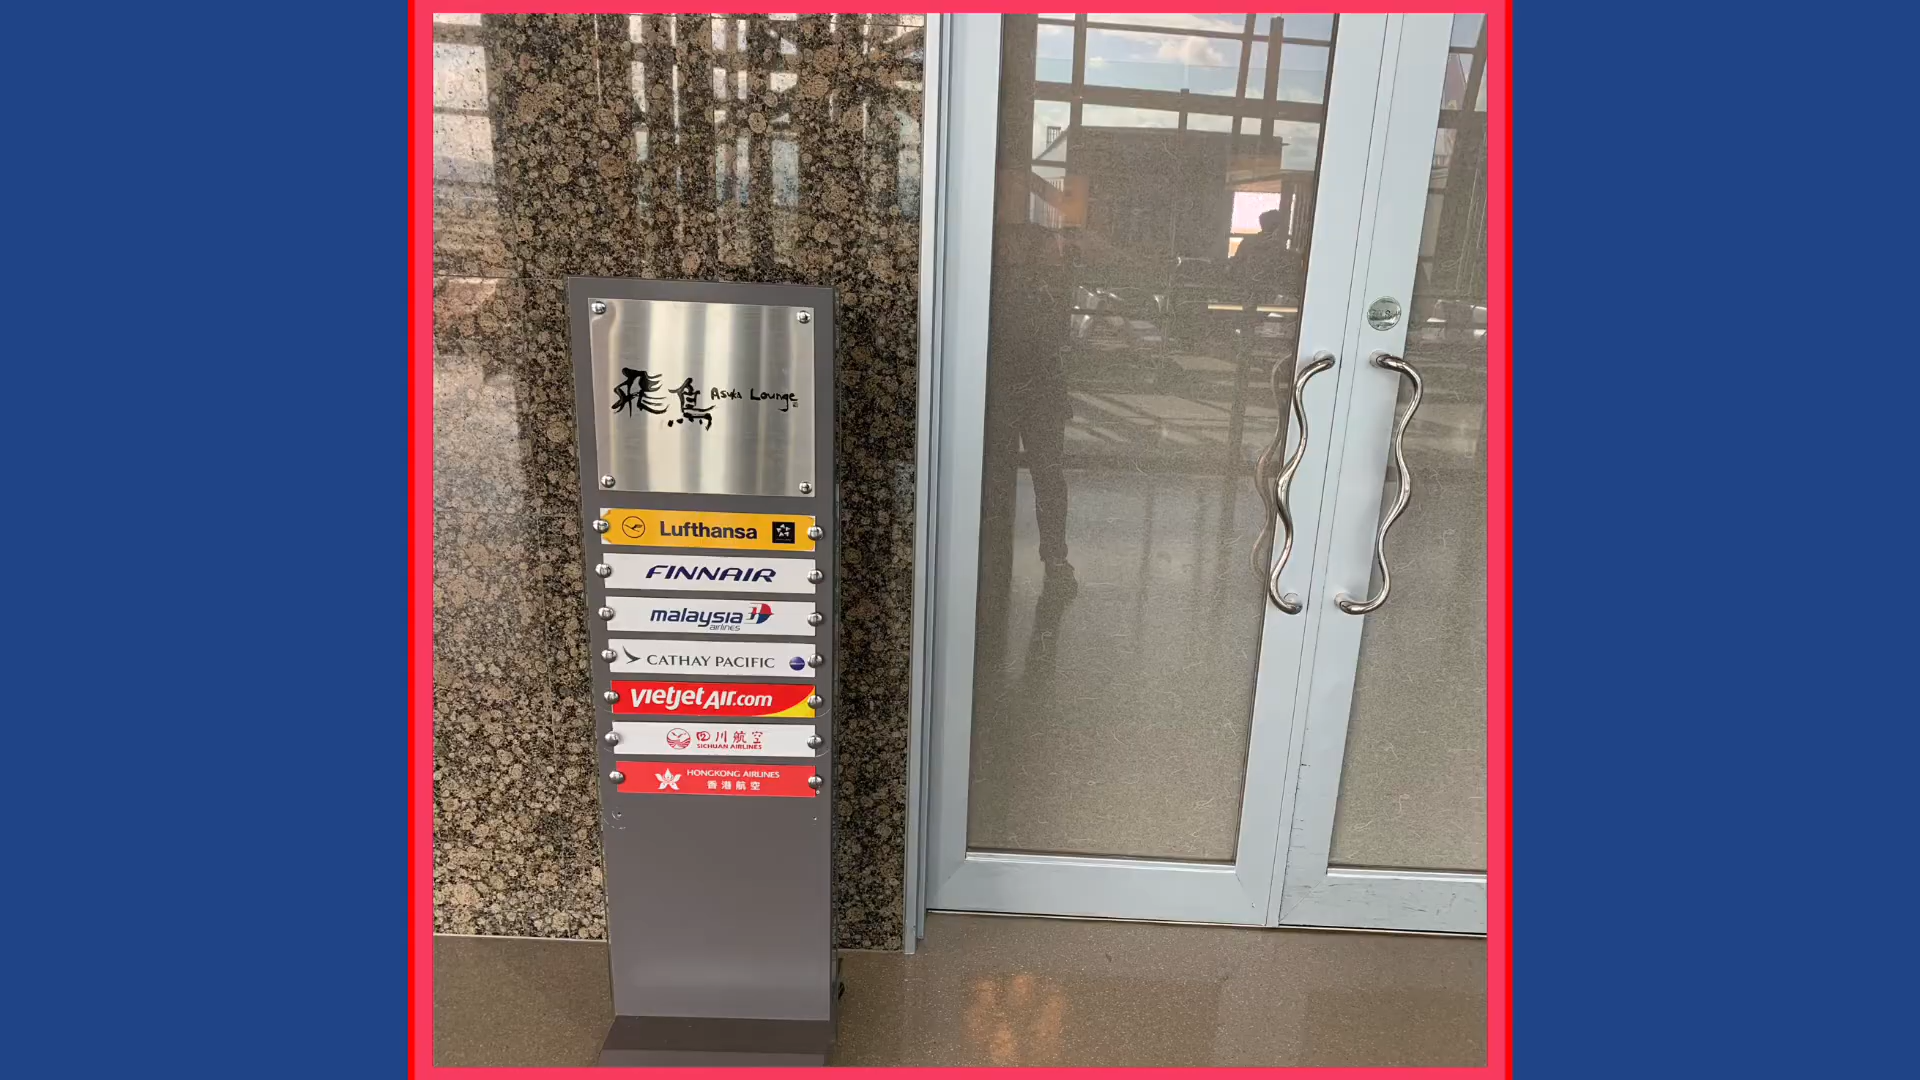 飛鳥 Asuka Lounge
Lufthansa
FINNAIR
malaysia
airlines
CATHAY PACIFIC
vietjetAir.com
四川航空
SICHUAN AIRLINES
HONGKONG AIRLINES
香港航空